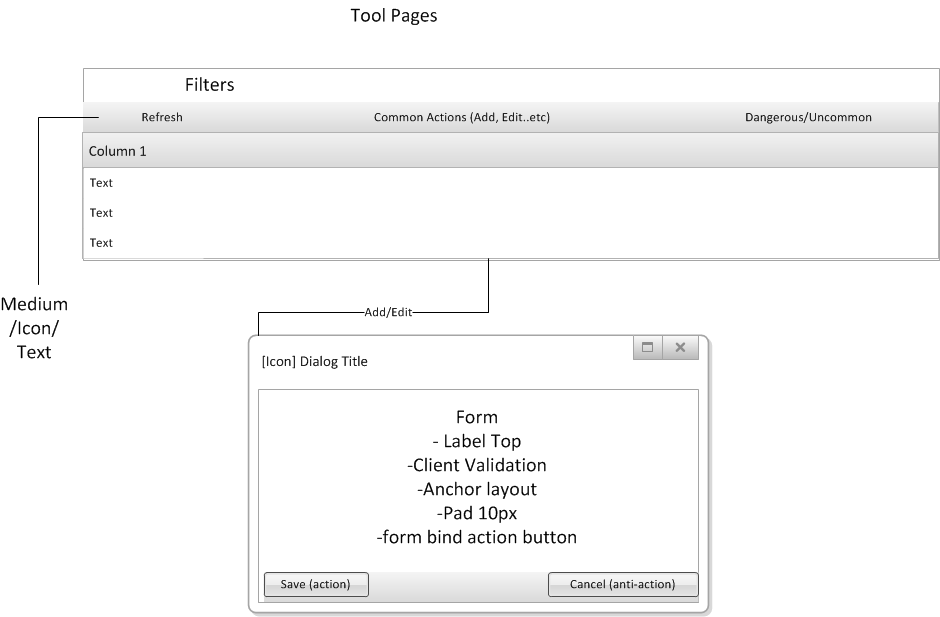 Tool Pages
Filters
Refresh
Common Actions (Add, Edit..etc)
Dangerous/Uncommon
Column 1
Text
Text
Text
Medium
/Icon/
Text
Add/Edit
[Icon] Dialog Title
Form
- Label Top
-Client Validation
-Anchor layout
-Pad 10px
-form bind action button
Save (action)
Cancel (anti-action)